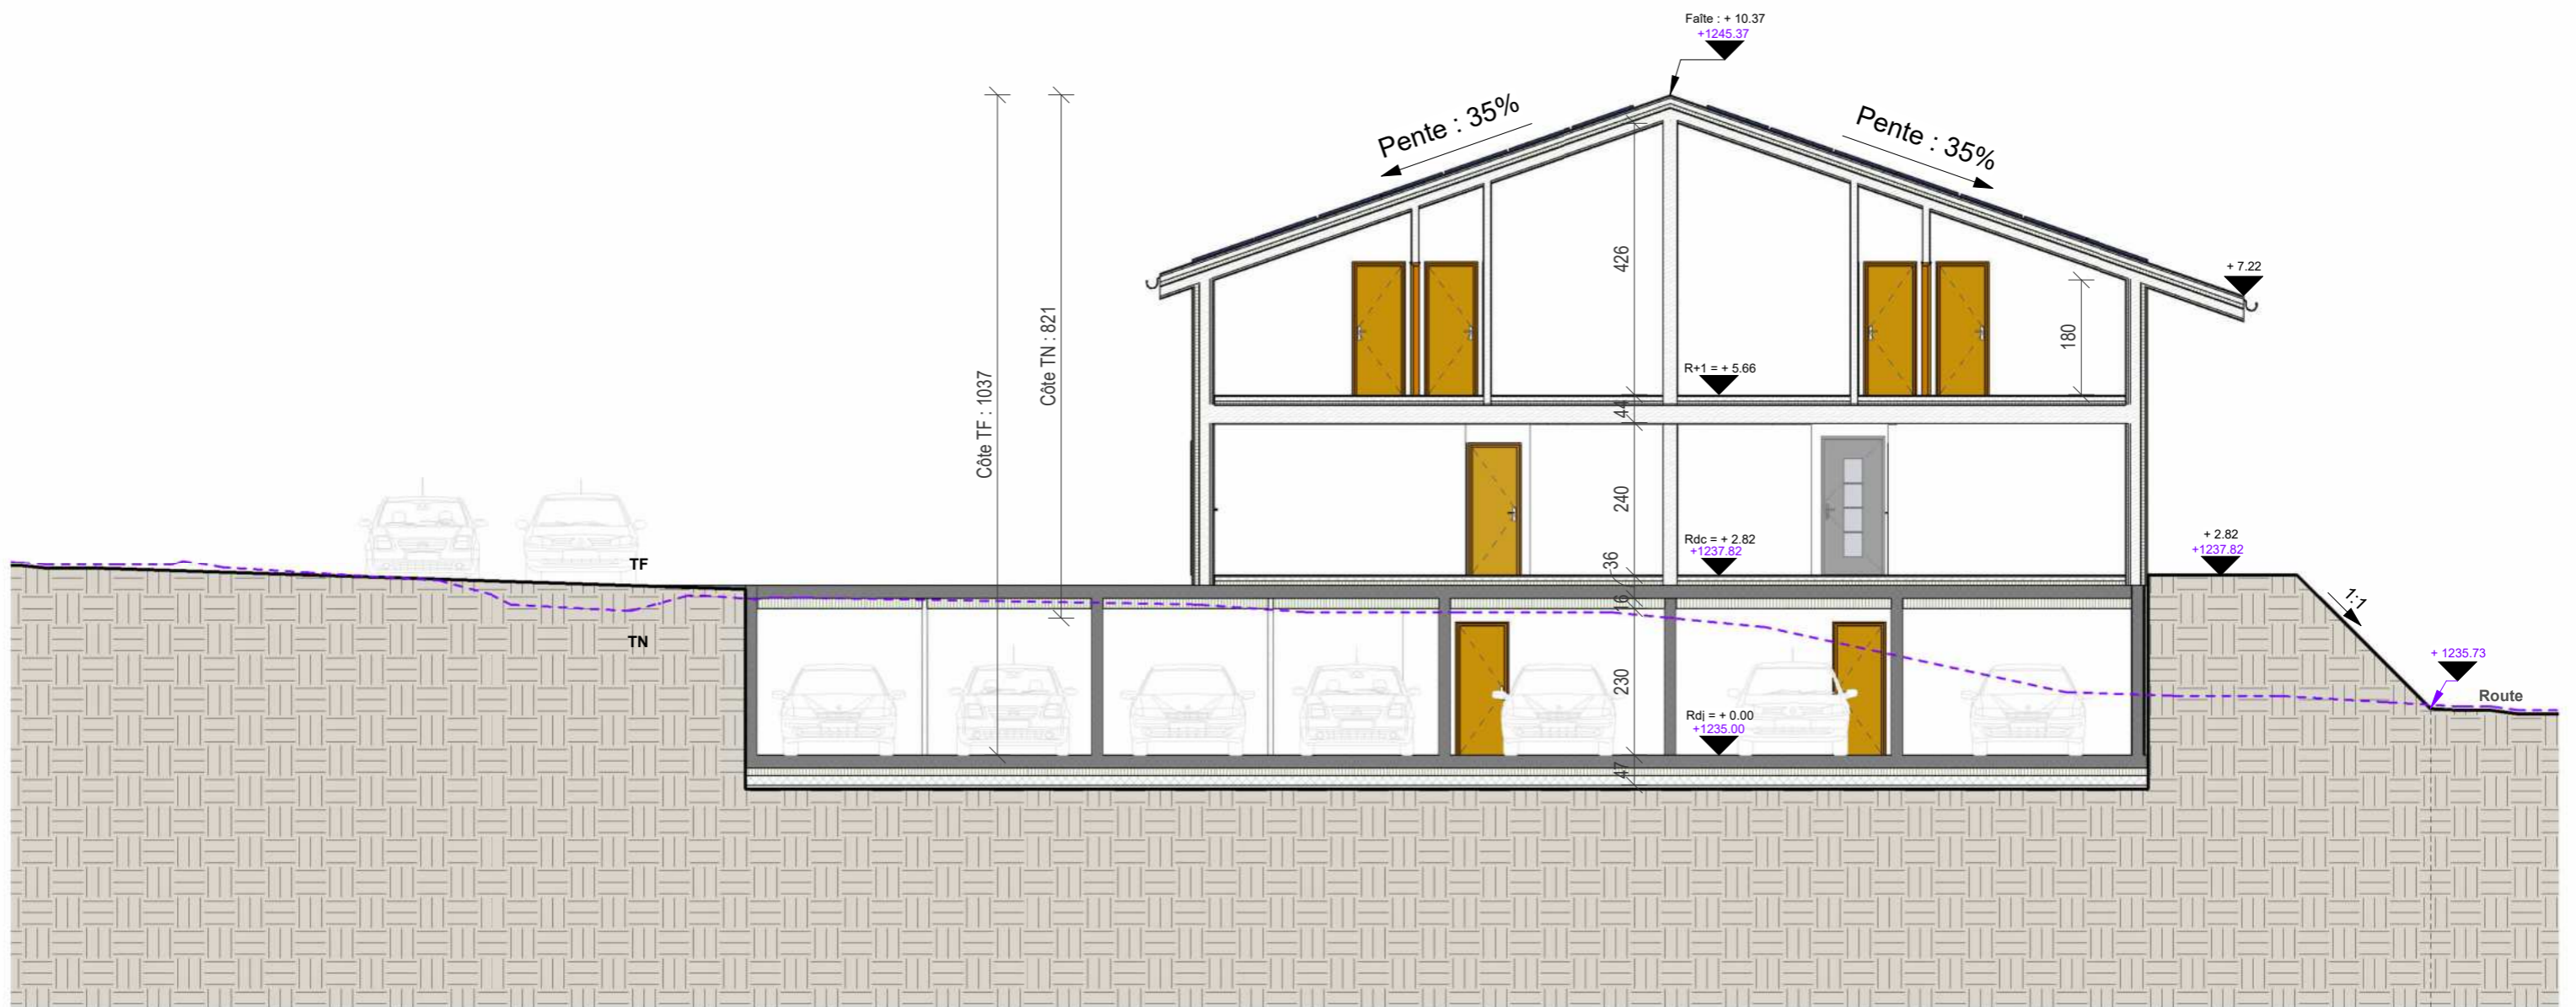 Faîte : + 10.37
+1245.37
Pente : 35%
Pente : 35%
+ 7.22
426
180
Côte TN : 821
Côte TF : 1037
R+1 = + 5.66
44
240
Rdc = + 2.82
+1237.82
36
+ 2.82
+1237.82
TF
1:1
16
TN
230
+ 1235.73
Route
Rdj = + 0.00
+1235.00
47